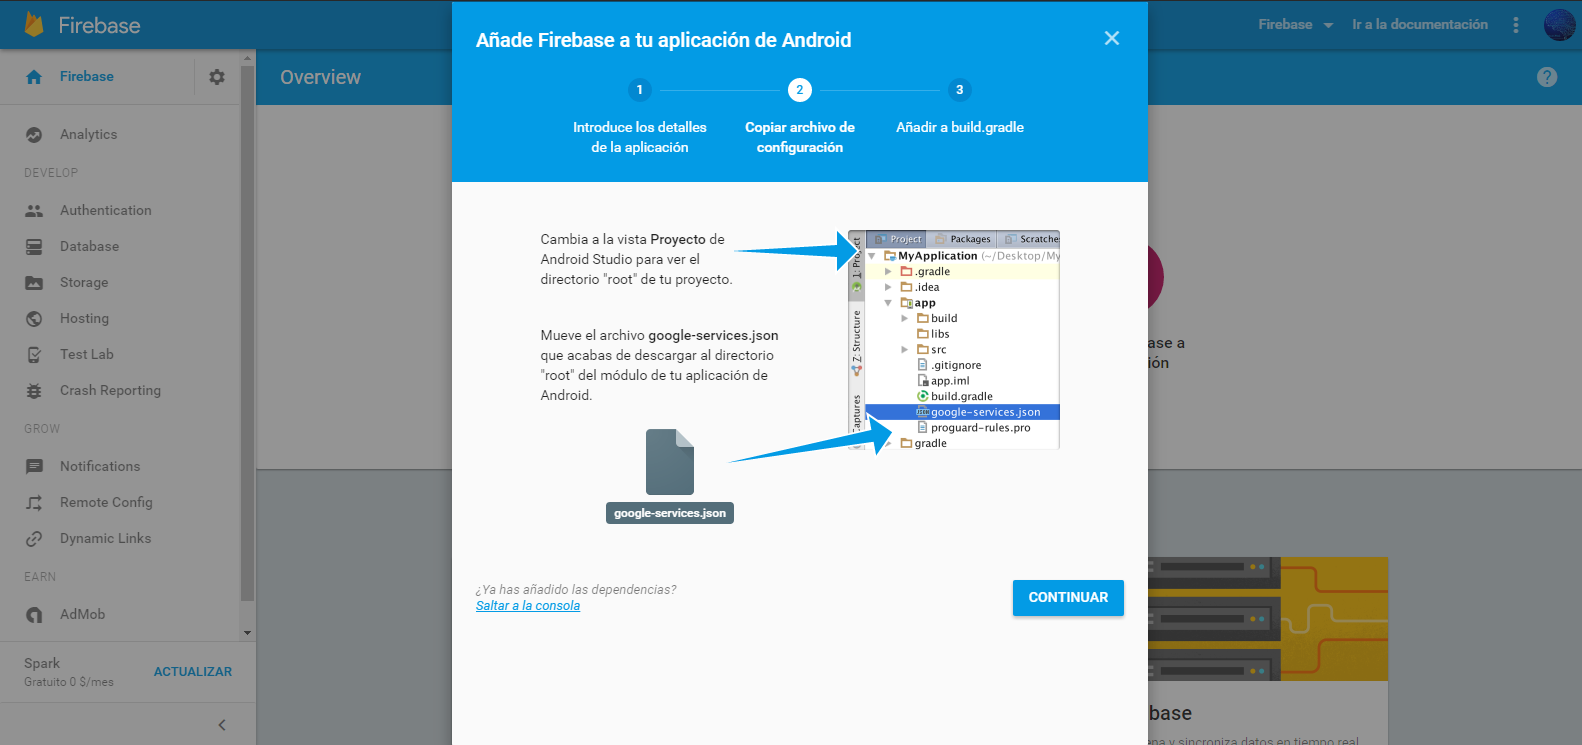 Firebase
Firebase
Ir a la documentación
Firebase
Overview
Analytics
DEVELOP
Authentication
Database
Storage
Hosting
Test Lab
Crash Reporting
GROW
Notifications
Remote Config
Dynamic Links
EARN
AdMob
Spark
Gratuito 0 $/mes
ACTUALIZAR
Añade Firebase a tu aplicación de Android
1
2
3
Introduce los detalles
de la aplicación
Copiar archivo de
configuración
Añadir a build.gradle
Cambia a la vista Proyecto de
Android Studio para ver el
directorio "root" de tu proyecto.
Mueve el archivo google-services.json
que acabas de descargar al directorio
"root" del módulo de tu aplicación de
Android.
google-services.json
Project
Packages
Scratches
1: Project
Z: Structure
Captures
MyApplication (~/Desktop/My
.gradle
.idea
app
build
libs
src
.gitignore
app.iml
build.gradle
google-services.json
proguard-rules.pro
gradle
¿Ya has añadido las dependencias?
Saltar a la consola
CONTINUAR
ase a
ión
base
ena y sincroniza datos en tiempo real